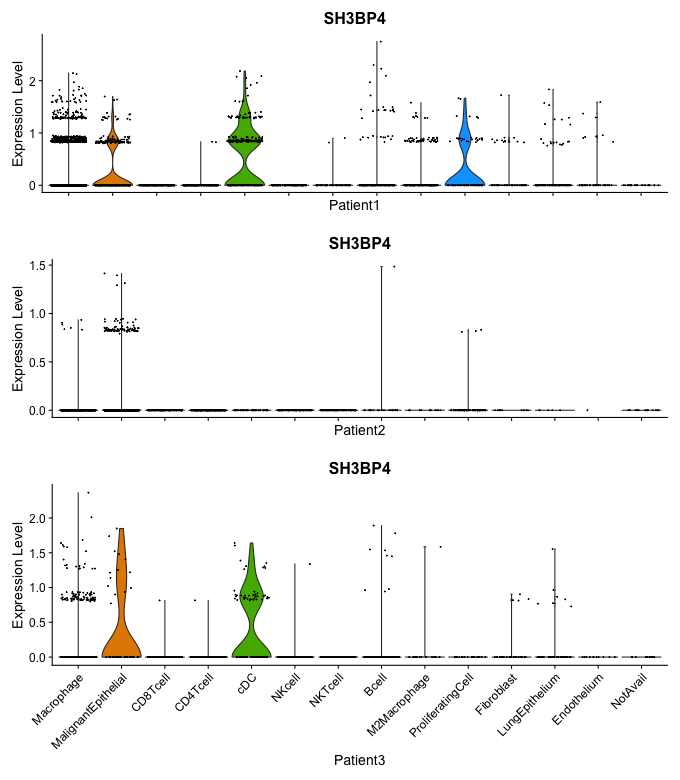 SH3BP4
Expression Level
2
1
0
Patient1
SH3BP4
Expression Level
1.5
1.0
0.5
0.0
Patient2
SH3BP4
Expression Level
2.0
1.5
1.0
0.5
0.0
Macrophage
MalignantEpithelial
CD8Tcell
CD4Tcell
cDC
NKcell
NKTcell
Bcell
M2Macrophage
ProliferatingCell
Fibroblast
LungEpithelium
Endothelium
NotAvail
Patient3